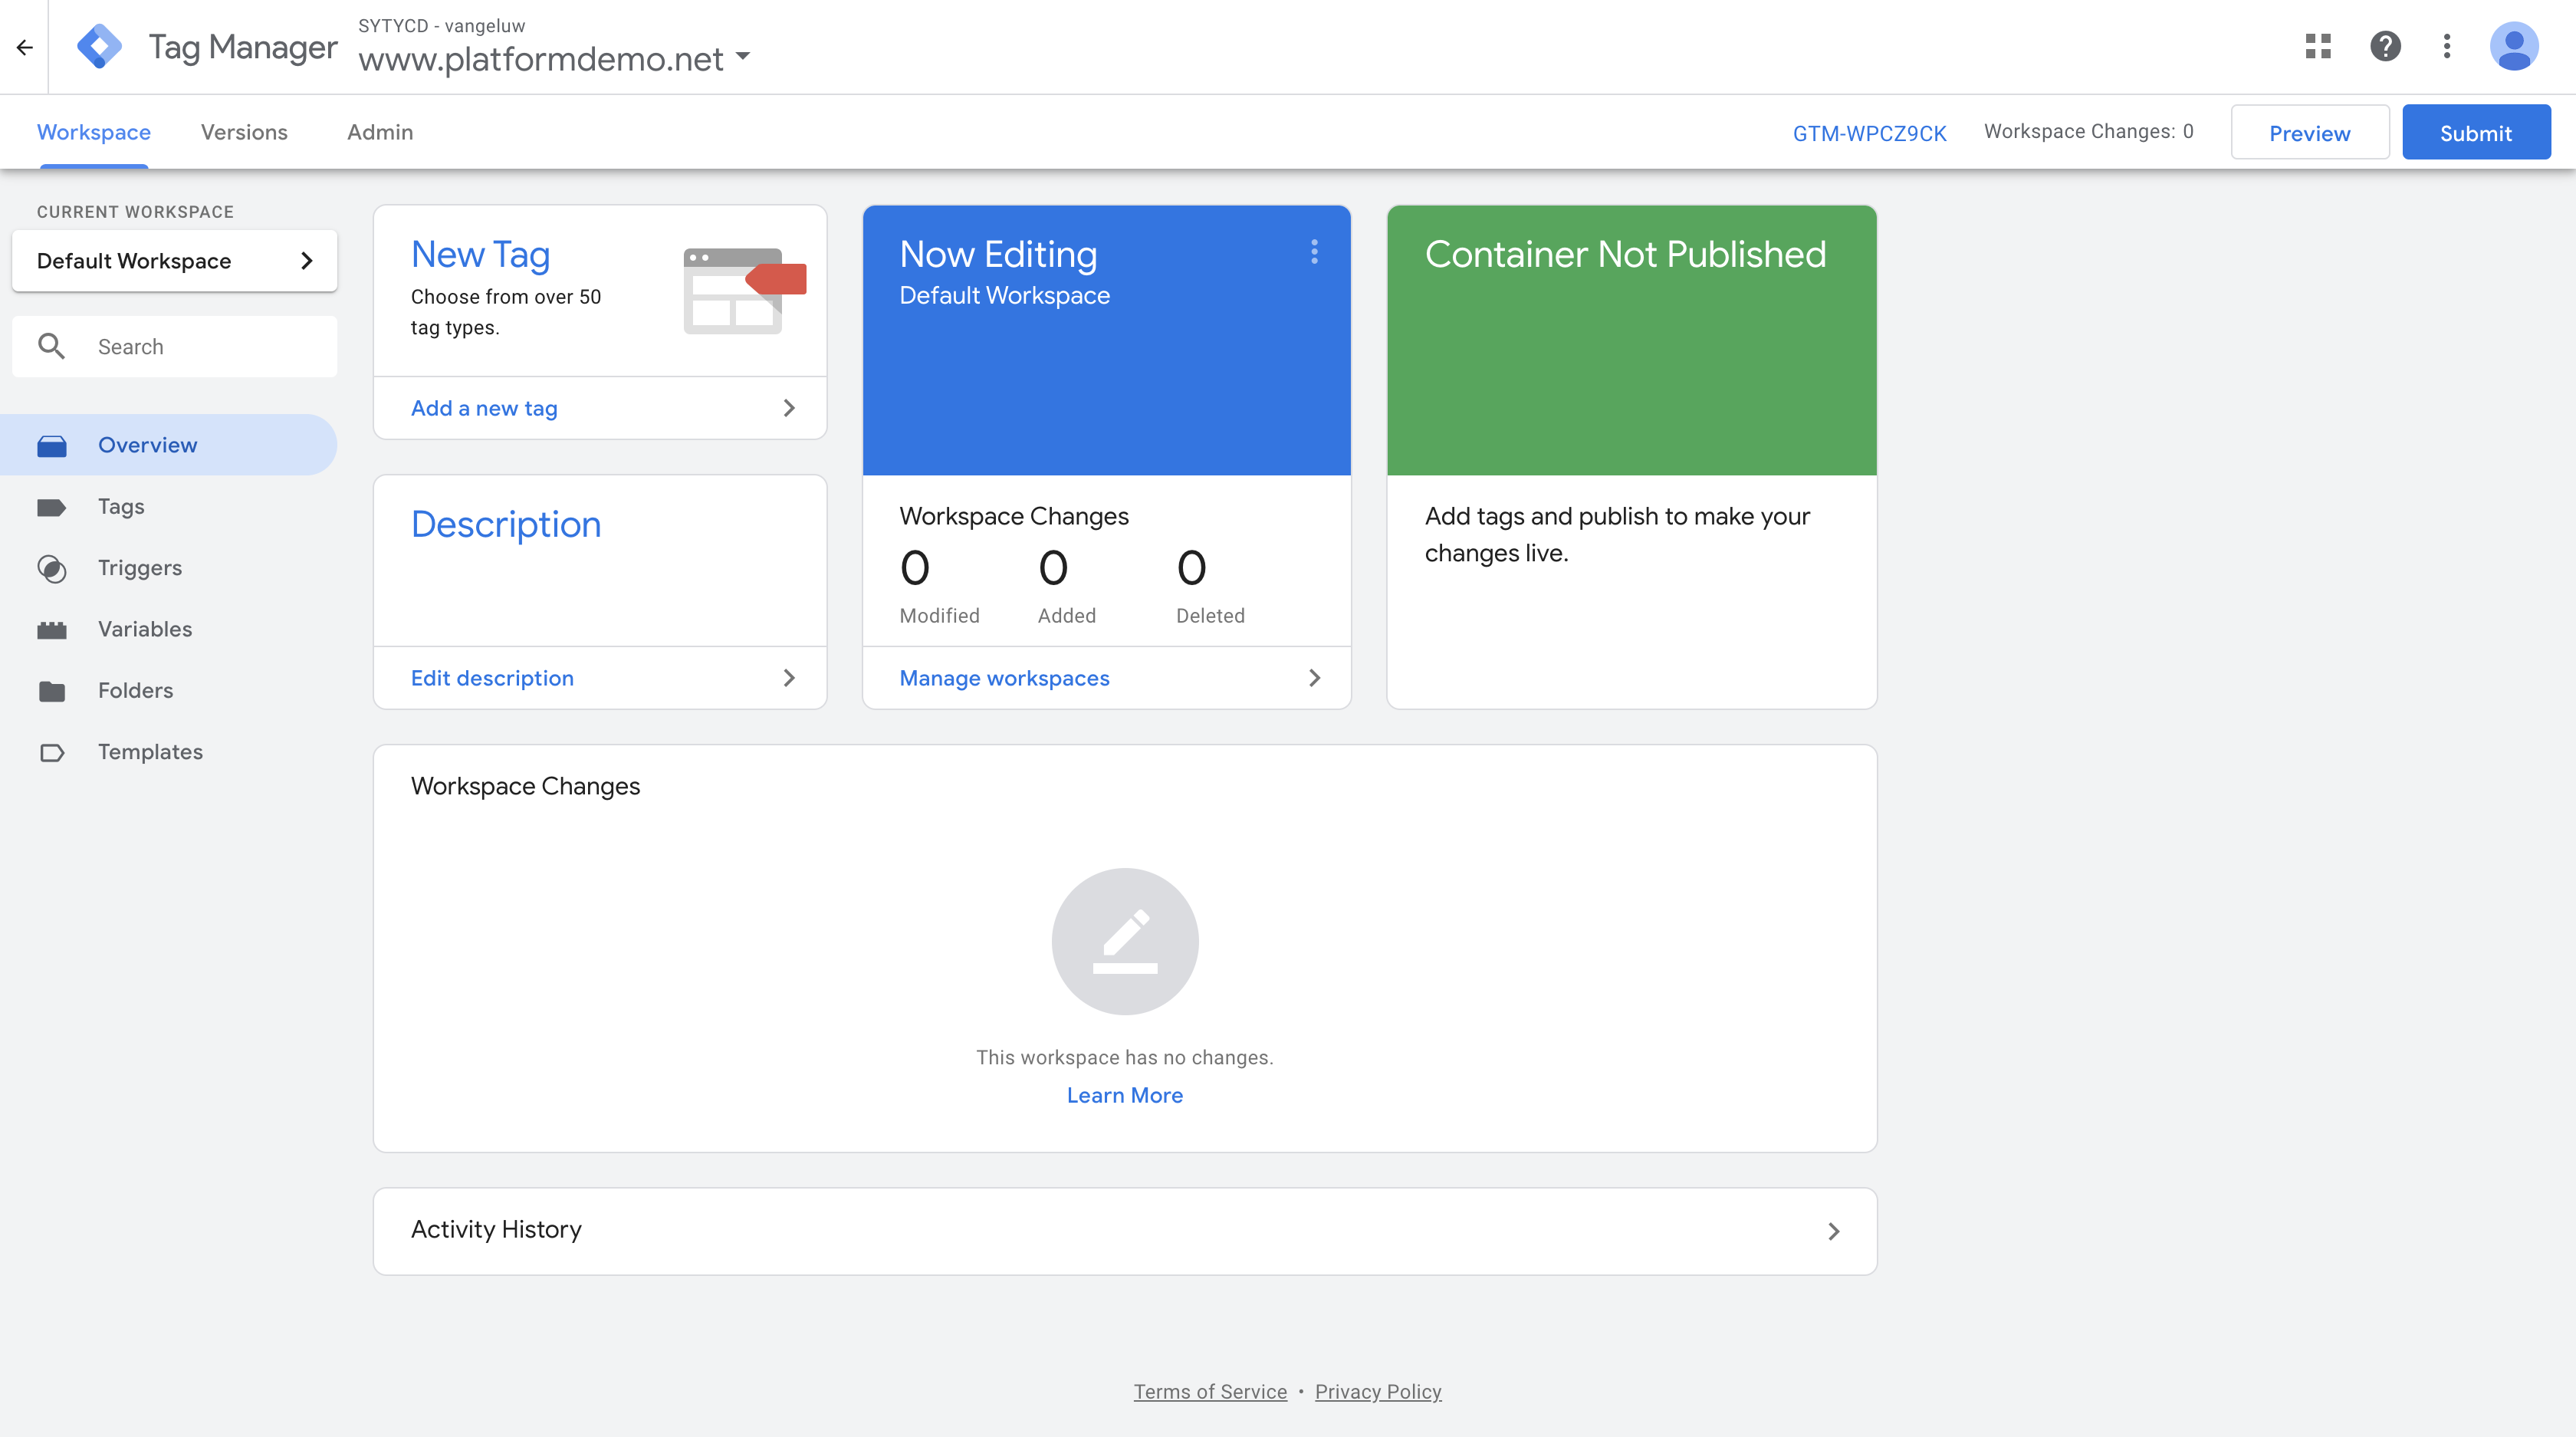 SYTYCD - vangeluw
Tag Manager
www.platformdemo.net
Workspace
Versions
Admin
GTM-WPCZ9CK
Workspace Changes: 0
Preview
Submit
CURRENT WORKSPACE
Default Workspace
Search
Overview
Tags
Triggers
Variables
Folders
Templates
New Tag
Choose from over 50
tag types.
Add a new tag
Description
Edit description
Now Editing
Default Workspace
Workspace Changes
0 0 0
Modified Added Deleted
Manage workspaces
Container Not Published
Add tags and publish to make your
changes live.
Workspace Changes
This workspace has no changes.
Learn More
Activity History
Terms of Service • Privacy Policy